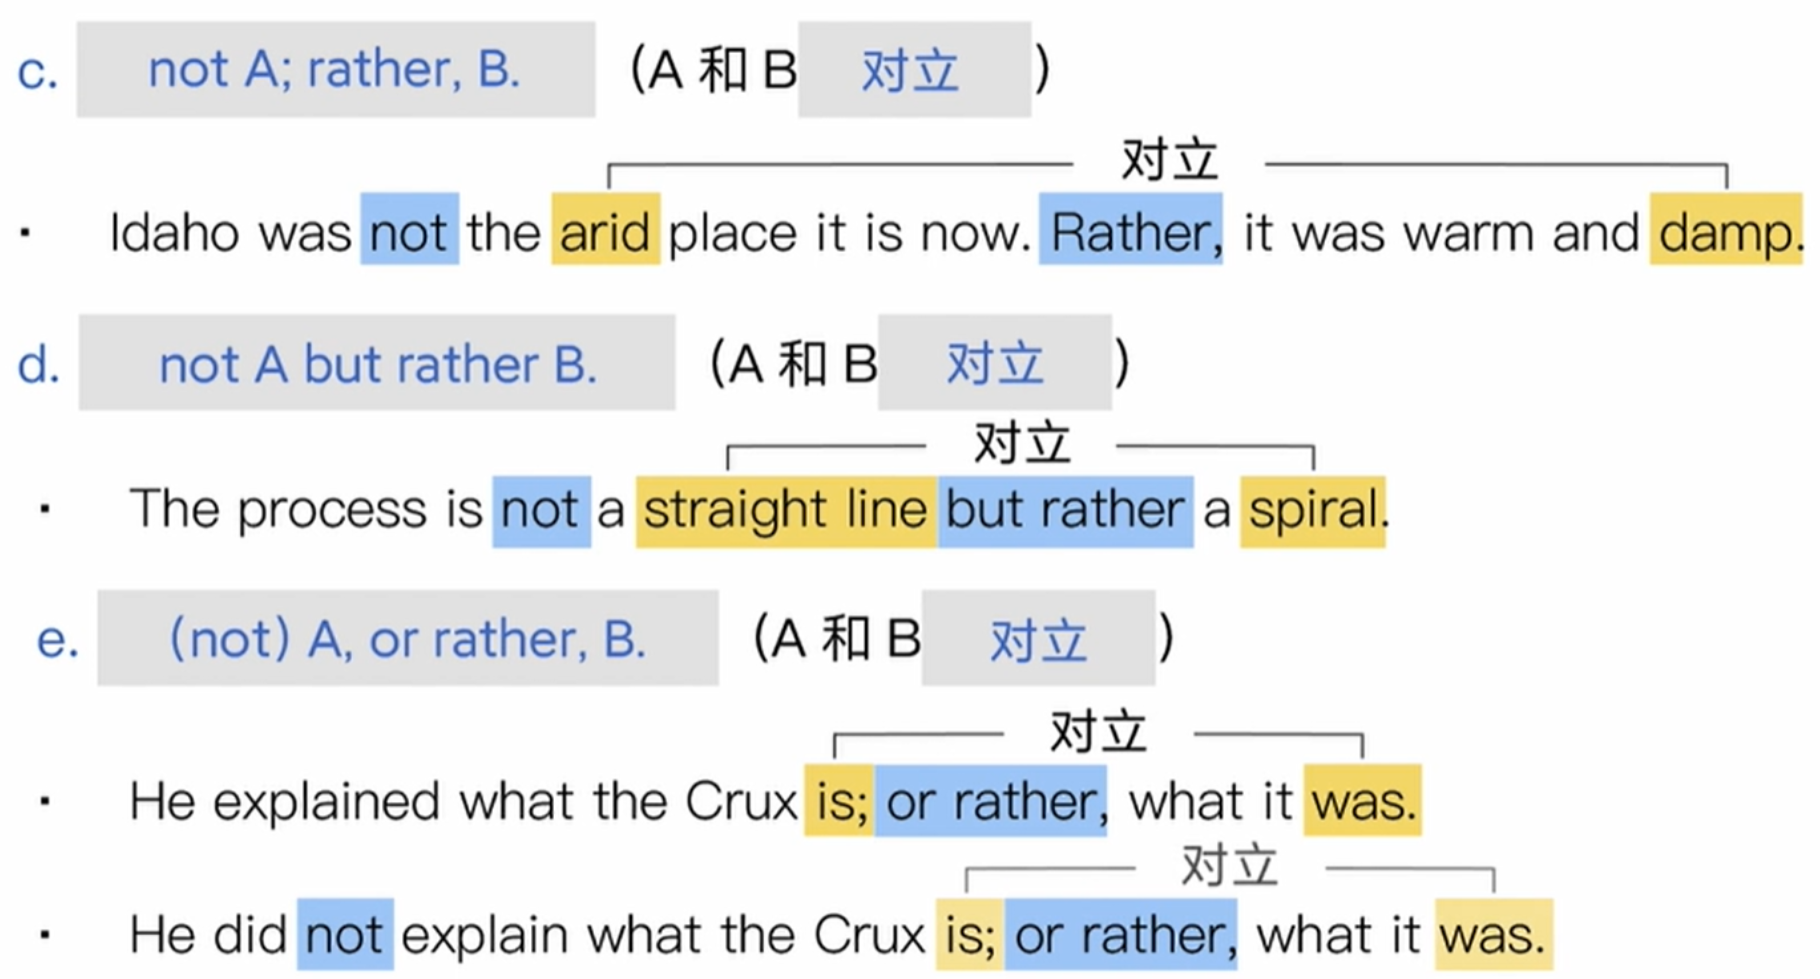 c. not A; rather, B. (A 和 B 对立)
对立
· Idaho was not the arid place it is now. Rather, it was warm and damp.
d. not A but rather B. (A 和 B 对立)
对立
· The process is not a straight line but rather a spiral.
e. (not) A, or rather, B. (A 和 B 对立)
对立
· He explained what the Crux is; or rather, what it was.
对立
· He did not explain what the Crux is; or rather, what it was.